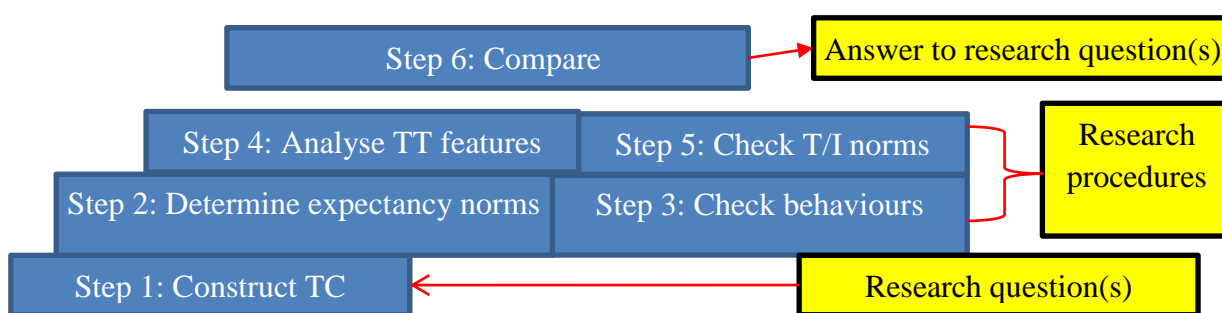 Step 6: Compare
Answer to research question(s)
Step 4: Analyse TT features
Step 5: Check T/I norms
Research
procedures
Step 2: Determine expectancy norms
Step 3: Check behaviours
Step 1: Construct TC
Research question(s)